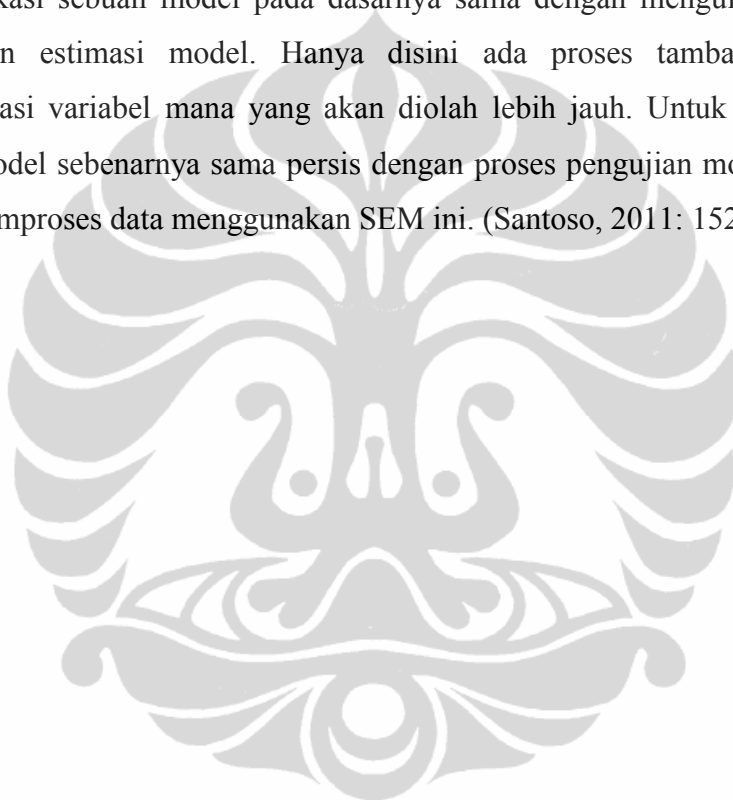 kasi sebuah model pada dasarnya sama dengan mengu
n estimasi model. Hanya disini ada proses tamba
asi variabel mana yang akan diolah lebih jauh. Untuk
odel sebenarnya sama persis dengan proses pengujian mo
mproses data menggunakan SEM ini. (Santoso, 2011: 152